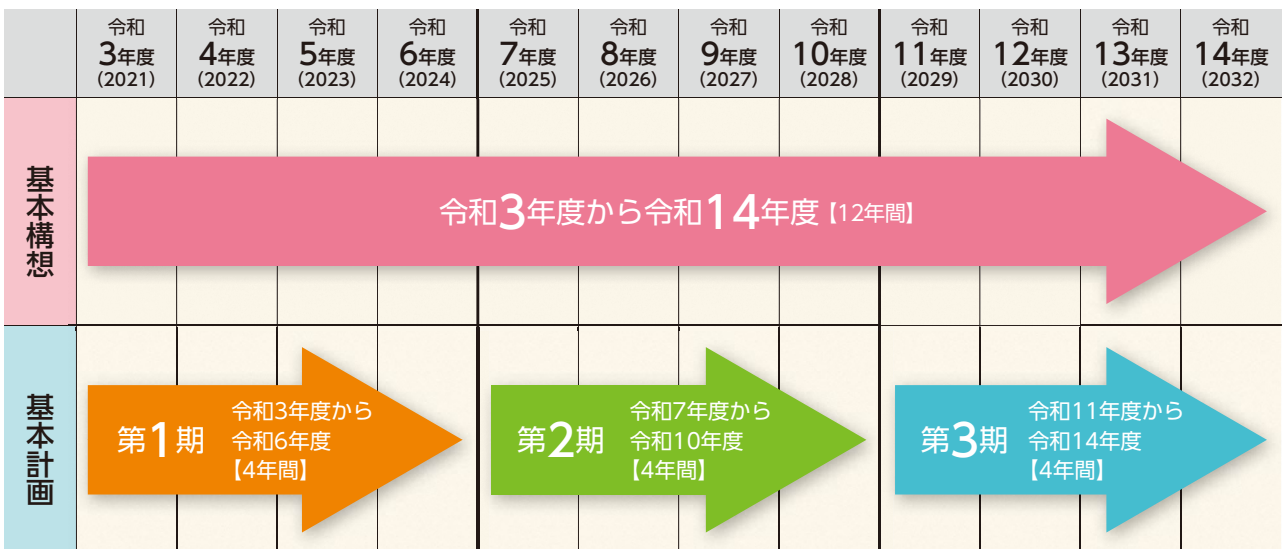 令和
3年度
(2021)
令和
4年度
(2022)
令和
5年度
(2023)
令和
6年度
(2024)
令和
7年度
(2025)
令和
8年度
(2026)
令和
9年度
(2027)
令和
10年度
(2028)
令和
11年度
(2029)
令和
12年度
(2030)
令和
13年度
(2031)
令和
14年度
(2032)
基本構想
令和3年度から令和14年度【12年間】
基本計画
第1期
令和3年度から
令和6年度
【4年間】
第2期
令和7年度から
令和10年度
【4年間】
第3期
令和11年度から
令和14年度
【4年間】